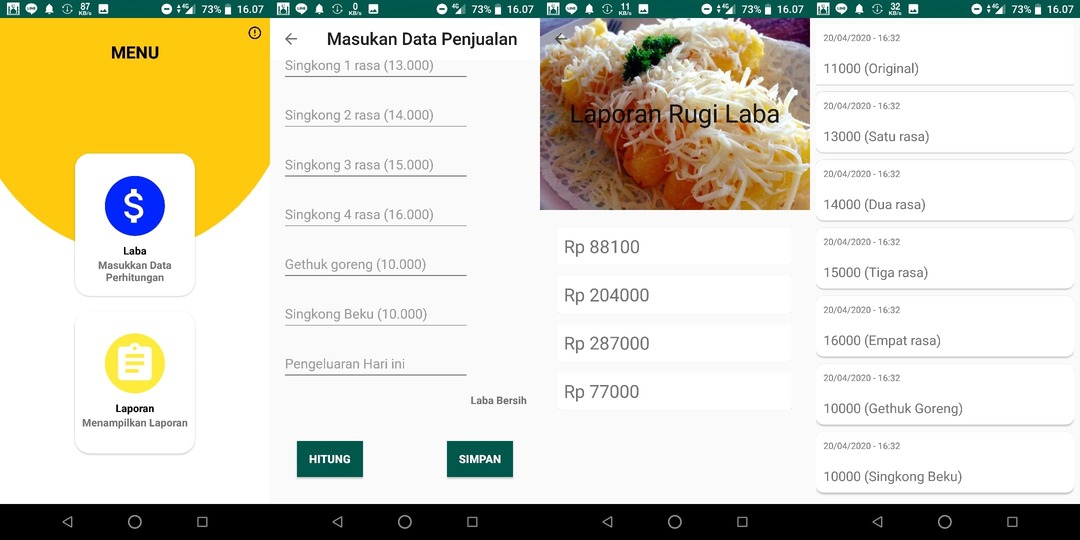 87
KB/s
4G
73%
16.07
MENU
Laba
Masukkan Data
Perhitungan
Laporan
Menampilkan Laporan
0
KB/s
4G
73%
16.07
Masukan Data Penjualan
Singkong 1 rasa (13.000)
Singkong 2 rasa (14.000)
Singkong 3 rasa (15.000)
Singkong 4 rasa (16.000)
Gethuk goreng (10.000)
Singkong Beku (10.000)
Pengeluaran Hari ini
Laba Bersih
HITUNG
SIMPAN
11
KB/s
4G
73%
16.07
Laporan Rugi Laba
Rp 88100
Rp 204000
Rp 287000
Rp 77000
32
KB/s
4G
73%
16.07
20/04/2020 - 16:32
11000 (Original)
20/04/2020 - 16:32
13000 (Satu rasa)
20/04/2020 - 16:32
14000 (Dua rasa)
20/04/2020 - 16:32
15000 (Tiga rasa)
20/04/2020 - 16:32
16000 (Empat rasa)
20/04/2020 - 16:32
10000 (Gethuk Goreng)
20/04/2020 - 16:32
10000 (Singkong Beku)